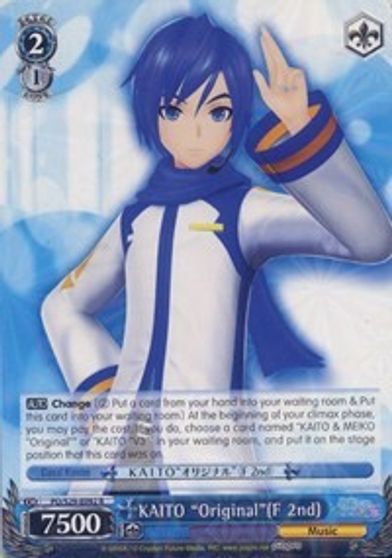 2
1
AUTO Change [(2) Put a card from your hand into your waiting room & Put
this card into your waiting room] At the beginning of your climax phase,
you may pay the cost. If you do, choose a card named "KAITO & MEIKO
"Original"" or "KAITO "V3"" in your waiting room, and put it on the stage
position that this card was on.
KAITO"オリジナル"F 2nd
7500
KAITO "Original"(F 2nd)
Music